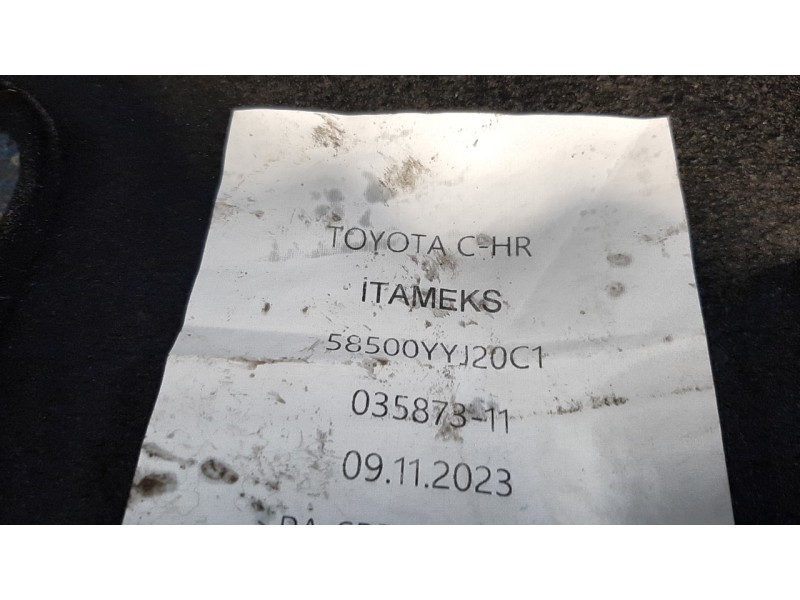 TOYOTA C-HR
İTAMEKS
58500YYJ20C1
035873-11
09.11.2023